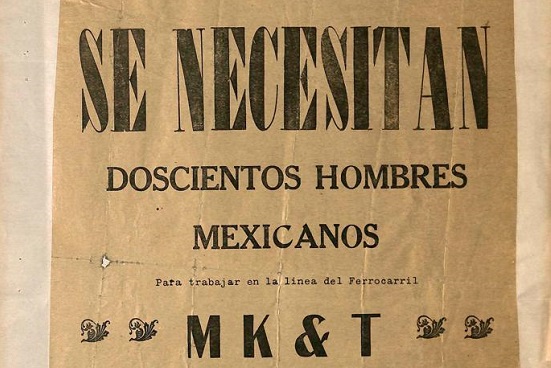 SE NECESITAN
DOSCIENTOS HOMBRES
MEXICANOS
Para trabajar en la linea del Ferrocarril
MK&T